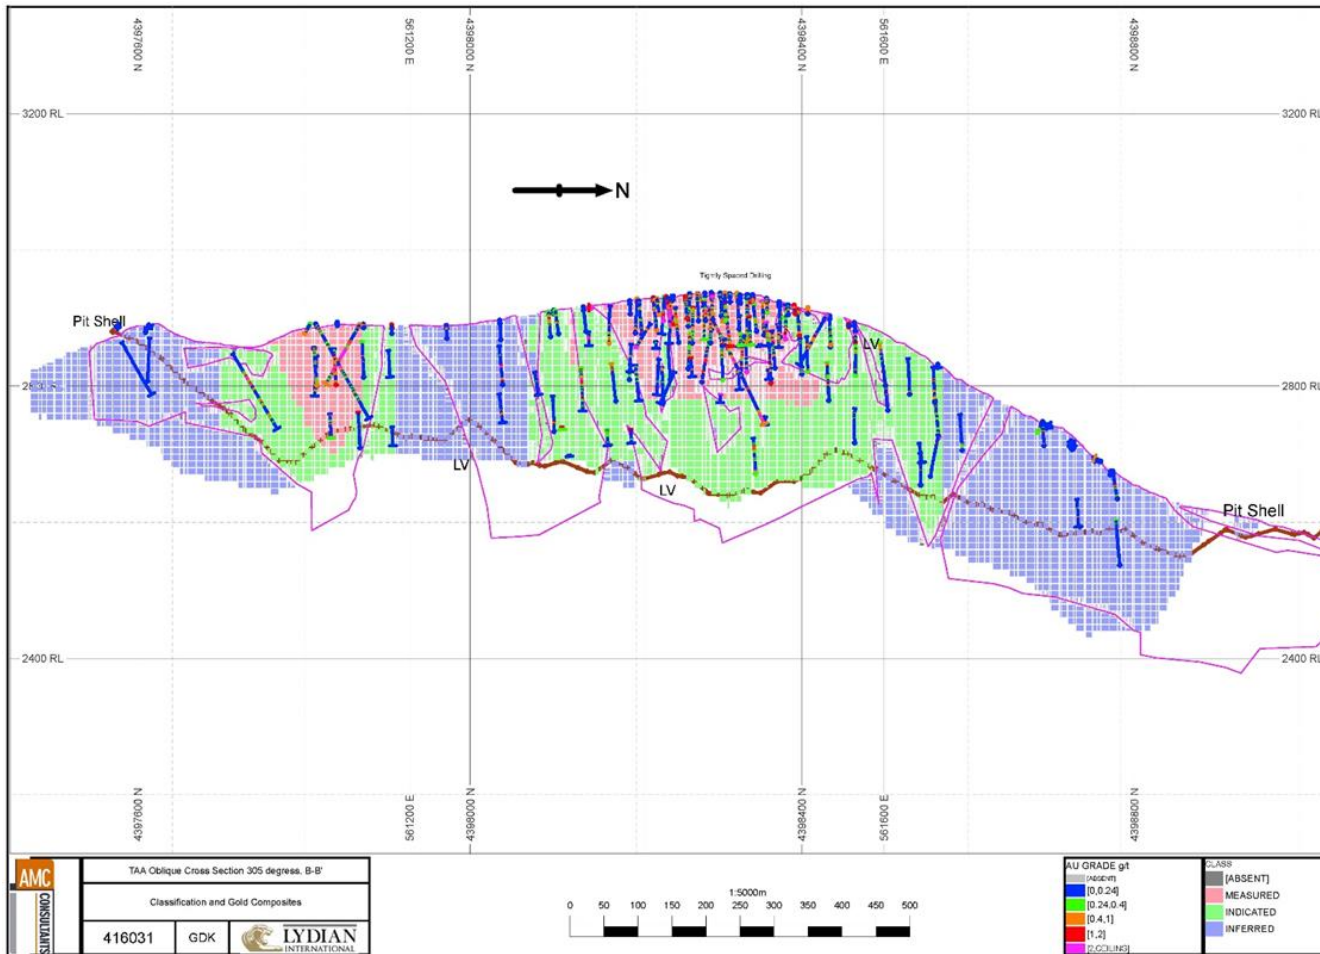 4397600 N
561200 E
4398000 N
4398400 N
561600 E
4398800 N
3200 RL
3200 RL
N
Tightly Spaced Drilling
Pit Shell
LV
2800 RL
LV
LV
Pit Shell
2400 RL
2400 RL
4397600 N
561200 E
4398000 N
4398400 N
561600 E
4398800 N
AMC
CONSULTANTS
TAA Oblique Cross Section 305 degress. B-B'
Classification and Gold Composites
416031
GDK
LYDIAN
INTERNATIONAL
1:5000m
0 50 100 150 200 250 300 350 400 450 500
AU GRADE g/t
[ABSENT]
[0,0.24]
[0.24,0.4]
[0.4,1]
[1,2]
[2,CEILING]
CLASS
[ABSENT]
MEASURED
INDICATED
INFERRED